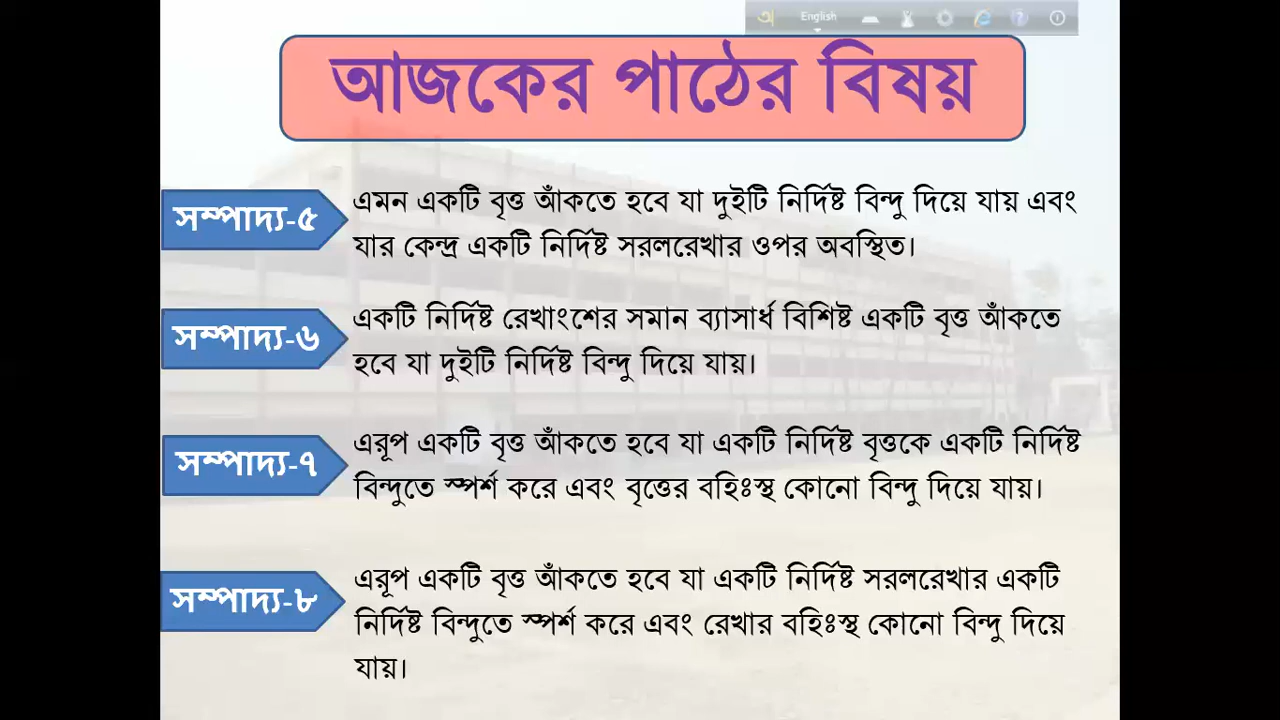 English
আজকের পাঠের বিষয়
সম্পাদ্য-৫
এমন একটি বৃত্ত আঁকতে হবে যা দুইটি নির্দিষ্ট বিন্দু দিয়ে যায় এবং
যার কেন্দ্র একটি নির্দিষ্ট সরলরেখার ওপর অবস্থিত।
সম্পাদ্য-৬
একটি নির্দিষ্ট রেখাংশের সমান ব্যাসার্ধ বিশিষ্ট একটি বৃত্ত আঁকতে
হবে যা দুইটি নির্দিষ্ট বিন্দু দিয়ে যায়।
সম্পাদ্য-৭
এরূপ একটি বৃত্ত আঁকতে হবে যা একটি নির্দিষ্ট বৃত্তকে একটি নির্দিষ্ট
বিন্দুতে স্পর্শ করে এবং বৃত্তের বহিঃস্থ কোনো বিন্দু দিয়ে যায়।
সম্পাদ্য-৮
এরূপ একটি বৃত্ত আঁকতে হবে যা একটি নির্দিষ্ট সরলরেখার একটি
নির্দিষ্ট বিন্দুতে স্পর্শ করে এবং রেখার বহিঃস্থ কোনো বিন্দু দিয়ে
যায়।